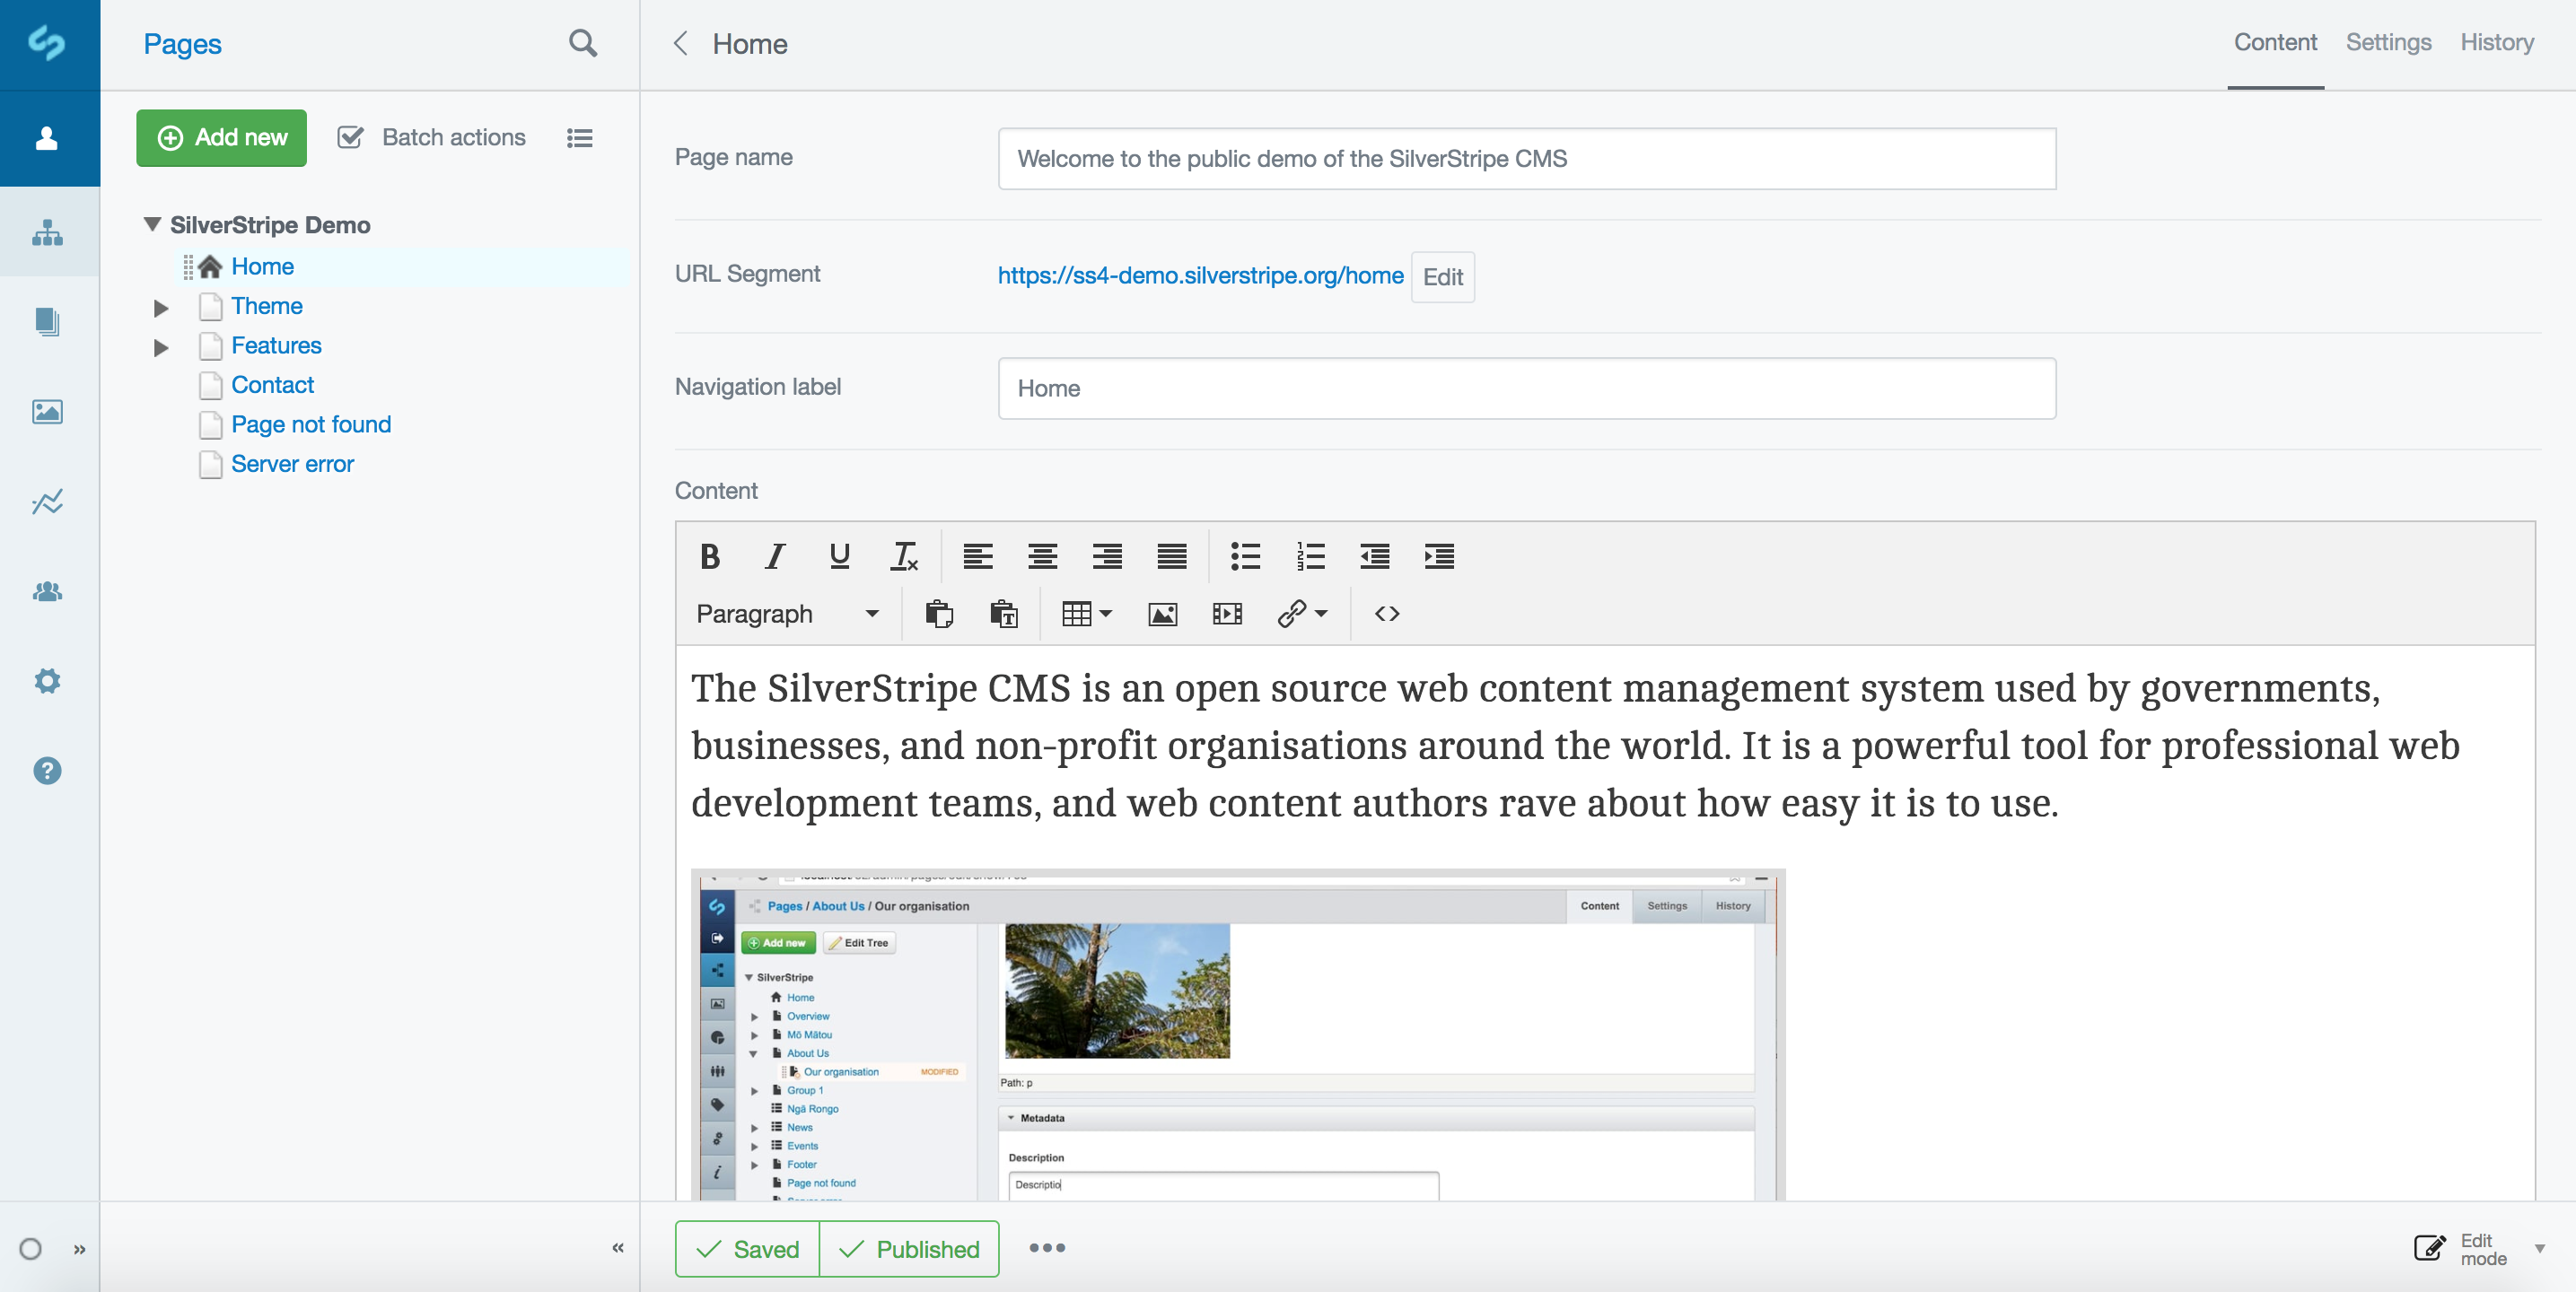 Pages
Home
Content Settings History
Add new Batch actions
SilverStripe Demo
Home
Theme
Features
Contact
Page not found
Server error
Page name
Welcome to the public demo of the SilverStripe CMS
URL Segment
https://ss4-demo.silverstripe.org/home Edit
Navigation label
Home
Content
B I U
Paragraph
The SilverStripe CMS is an open source web content management system used by governments,
businesses, and non-profit organisations around the world. It is a powerful tool for professional web
development teams, and web content authors rave about how easy it is to use.
Pages / About Us / Our organisation
Content Settings History
Add new Edit Tree
SilverStripe
Home
Overview
Mō Mātou
About Us
Our organisation MODIFIED
Group 1
Ngā Rongo
News
Events
Footer
Page not found
Path: p
Metadata
Description
Descriptio
Saved Published
Edit
mode